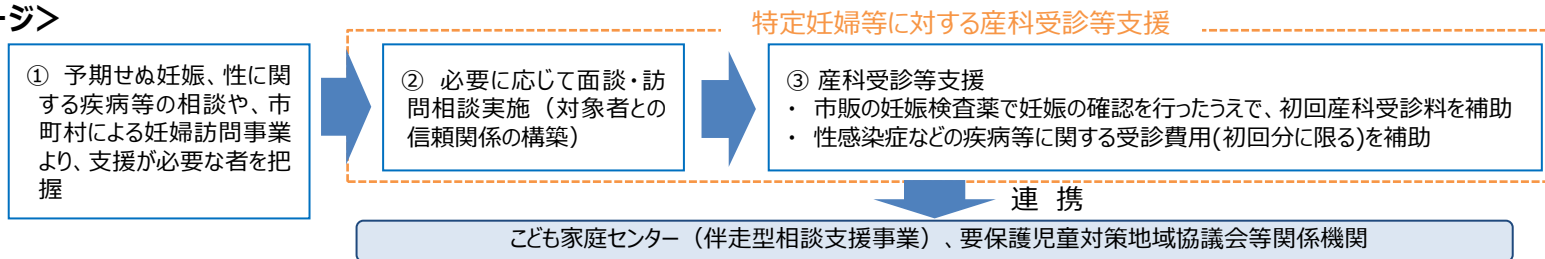 ージ＞
特定妊婦等に対する産科受診等支援
① 予期せぬ妊娠、性に関
する疾病等の相談や、市
町村による妊婦訪問事業
より、支援が必要な者を把
握
② 必要に応じて面談・訪
問相談実施（対象者との
信頼関係の構築）
③ 産科受診等支援
・ 市販の妊娠検査薬で妊娠の確認を行ったうえで、初回産科受診料を補助
・ 性感染症などの疾病等に関する受診費用(初回分に限る)を補助
連 携
こども家庭センター（伴走型相談支援事業）、要保護児童対策地域協議会等関係機関